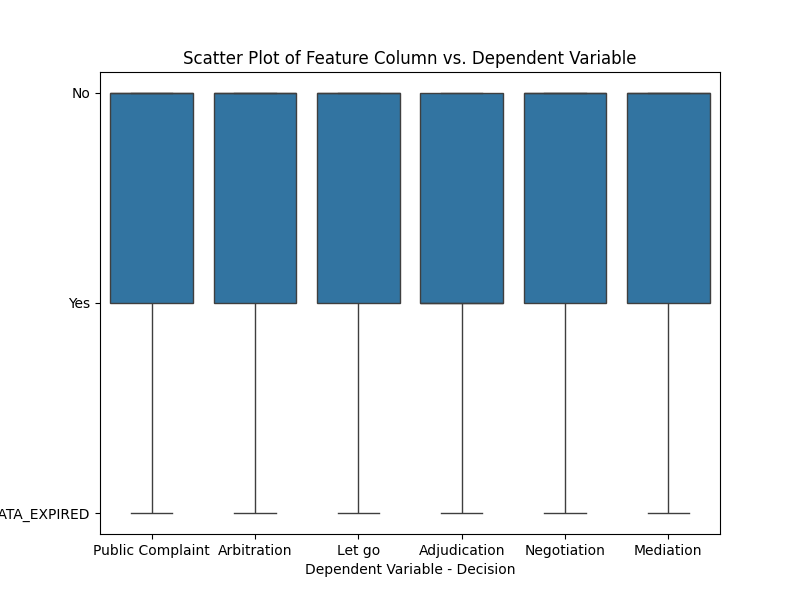 Scatter Plot of Feature Column vs. Dependent Variable
No
Yes
ATA_EXPIRED
Public Complaint Arbitration Let go Adjudication Negotiation Mediation
Dependent Variable - Decision